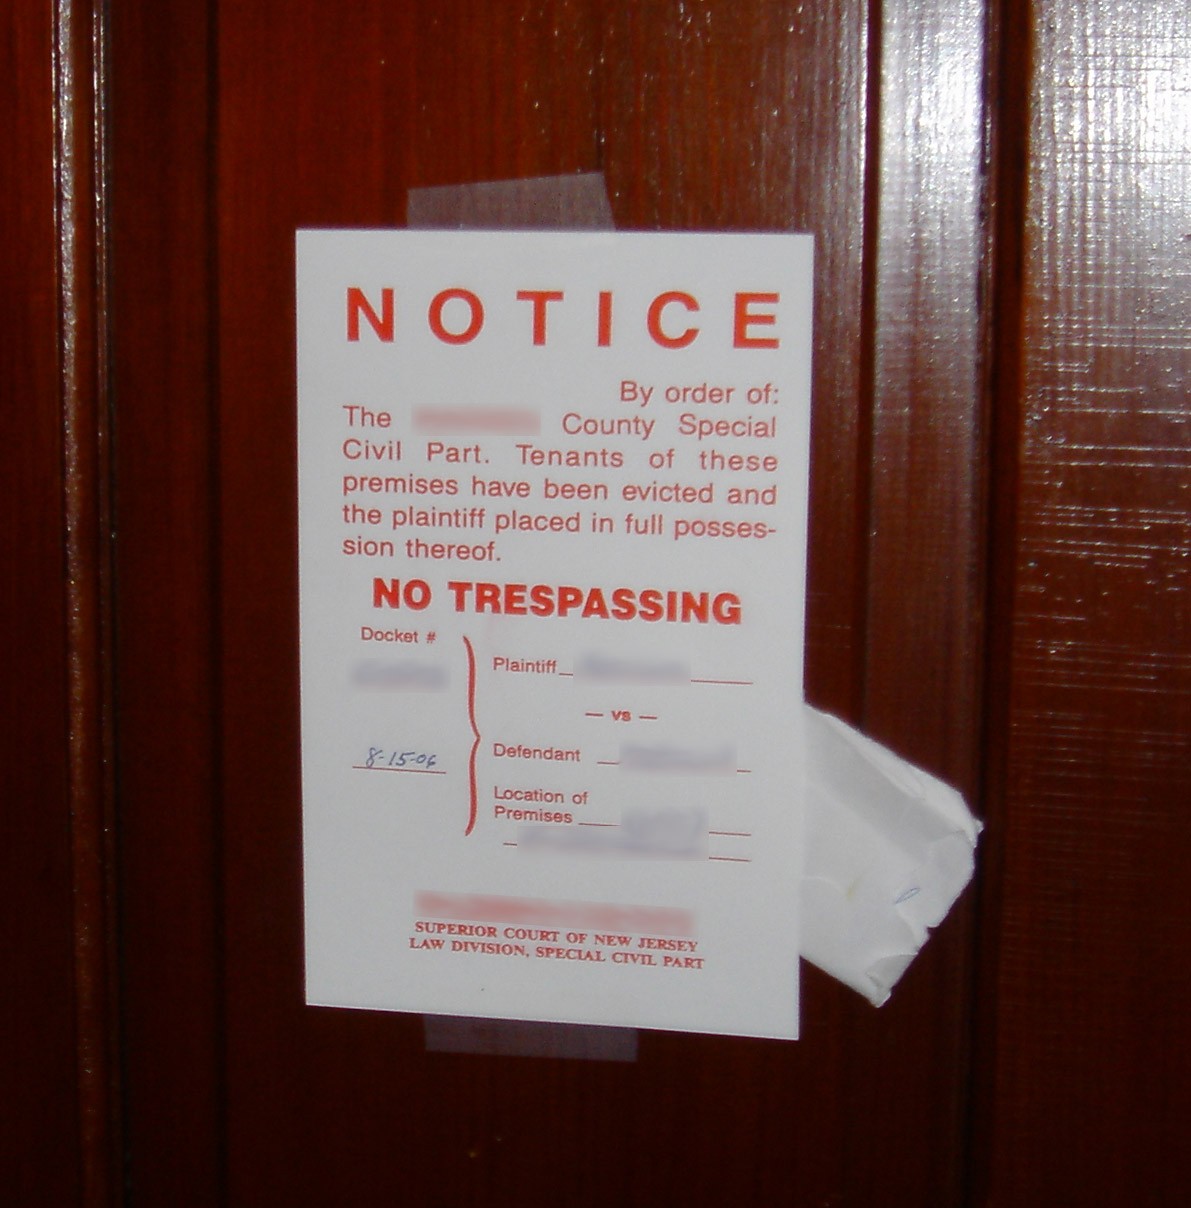 NOTICE
By order of:
The County Special
Civil Part. Tenants of these
premises have been evicted and
the plaintiff placed in full posses-
sion thereof.
NO TRESPASSING
Docket #
8-15-06
Plaintiff
— vs —
Defendant
Location of
Premises
SUPERIOR COURT OF NEW JERSEY
LAW DIVISION, SPECIAL CIVIL PART